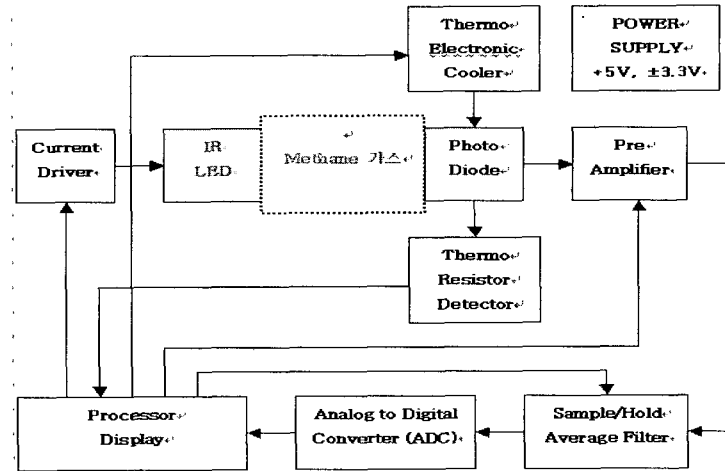 Thermo
Electronic
Cooler
POWER
SUPPLY
+5V, ±3.3V
Current
Driver
IR
LED
Methane 가스
Photo
Diode
Pre
Amplifier
Thermo
Resistor
Detector
Processor
Display
Analog to Digital
Converter (ADC)
Sample/Hold
Average Filter